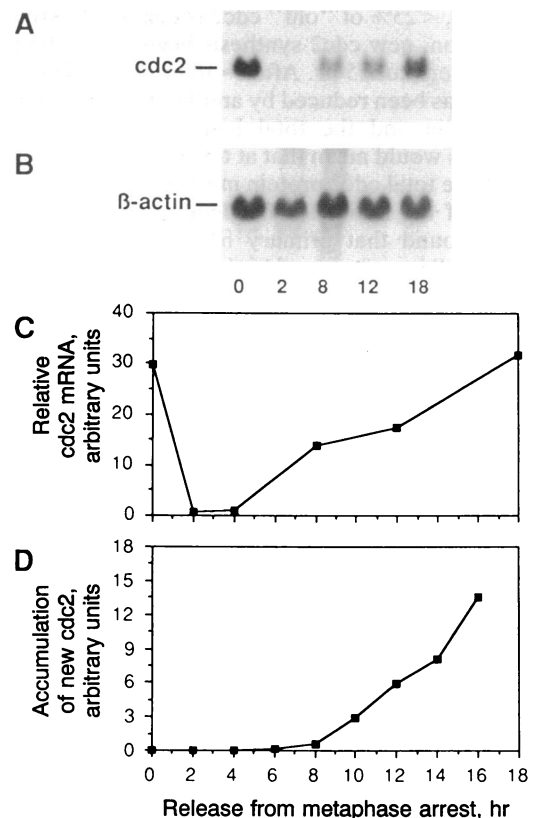 A
cdc2
B
ß-actin
0 2 8 12 18
C
Relative
cdc2 mRNA,
arbitrary units
40
30
20
10
0
D
Accumulation
of new cdc2,
arbitrary units
18
15
12
9
6
3
0
0 2 4 6 8 10 12 14 16 18
Release from metaphase arrest, hr